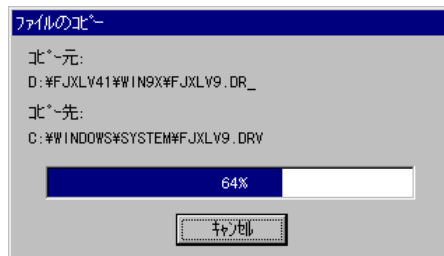 ﾌｧｲﾙのｺﾋﾟｰ
ｺﾋﾟｰ元:
D:¥FJXLV41¥WIN9X¥FJXLV9.DR_
ｺﾋﾟｰ先:
C:¥WINDOWS¥SYSTEM¥FJXLV9.DRV
64%
ｷｬﾝｾﾙ